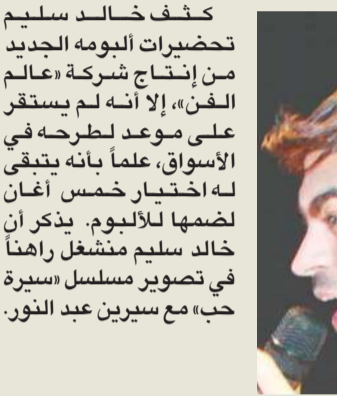 كثف خالد سليم
تحضيرات ألبومه الجديد
من إنتاج شركة «عالم
الفن»، إلا أنه لم يستقر
على موعد لطرحه في
الأسواق، علماً بأنه يتبقى
له اختيار خمس أغان
لضمها للألبوم. يذكر أن
خالد سليم منشغل راهناً
في تصوير مسلسل «سيرة
حب» مع سيرين عبد النور.